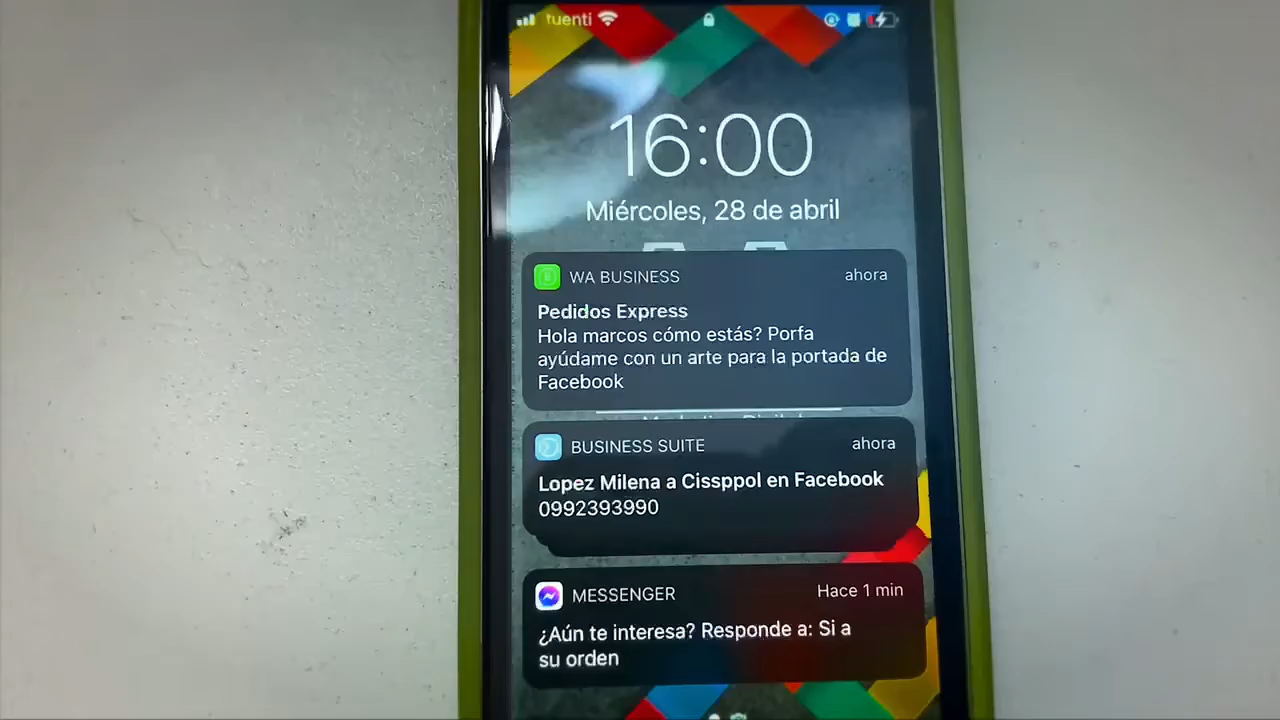 tuenti
16:00
Miércoles, 28 de abril
WA BUSINESS ahora
Pedidos Express
Hola marcos cómo estás? Porfa
ayúdame con un arte para la portada de
Facebook
BUSINESS SUITE ahora
Lopez Milena a Cissppol en Facebook
0992393990
MESSENGER Hace 1 min
¿Aún te interesa? Responde a: Si a
su orden